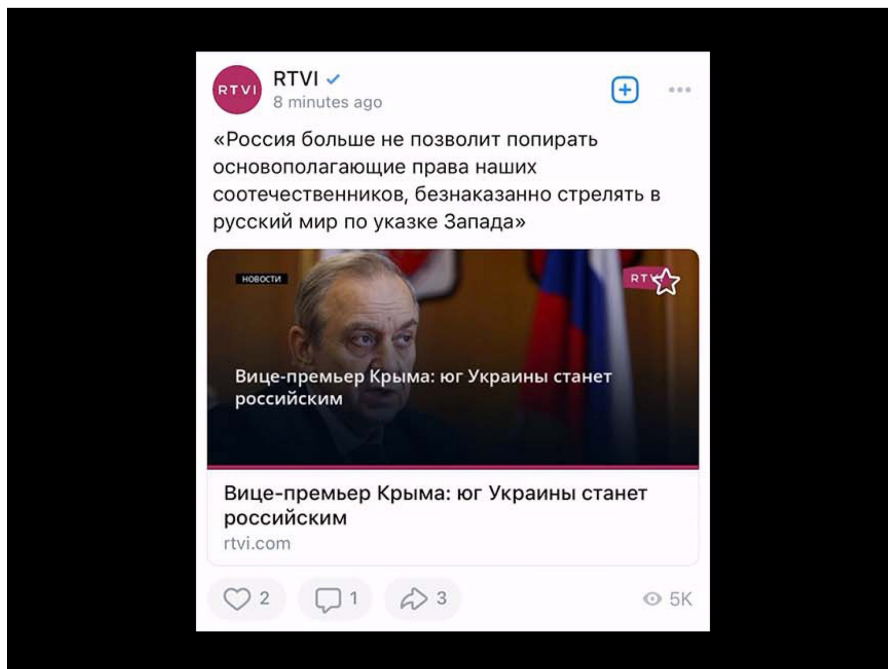 RTVI
RTVI
8 minutes ago
«Россия больше не позволит попирать
основополагающие права наших
соотечественников, безнаказанно стрелять в
русский мир по указке Запада»
НОВОСТИ
Вице-премьер Крыма: юг Украины станет
российским
Вице-премьер Крыма: юг Украины станет
российским
rtvi.com
2
1
3
5K